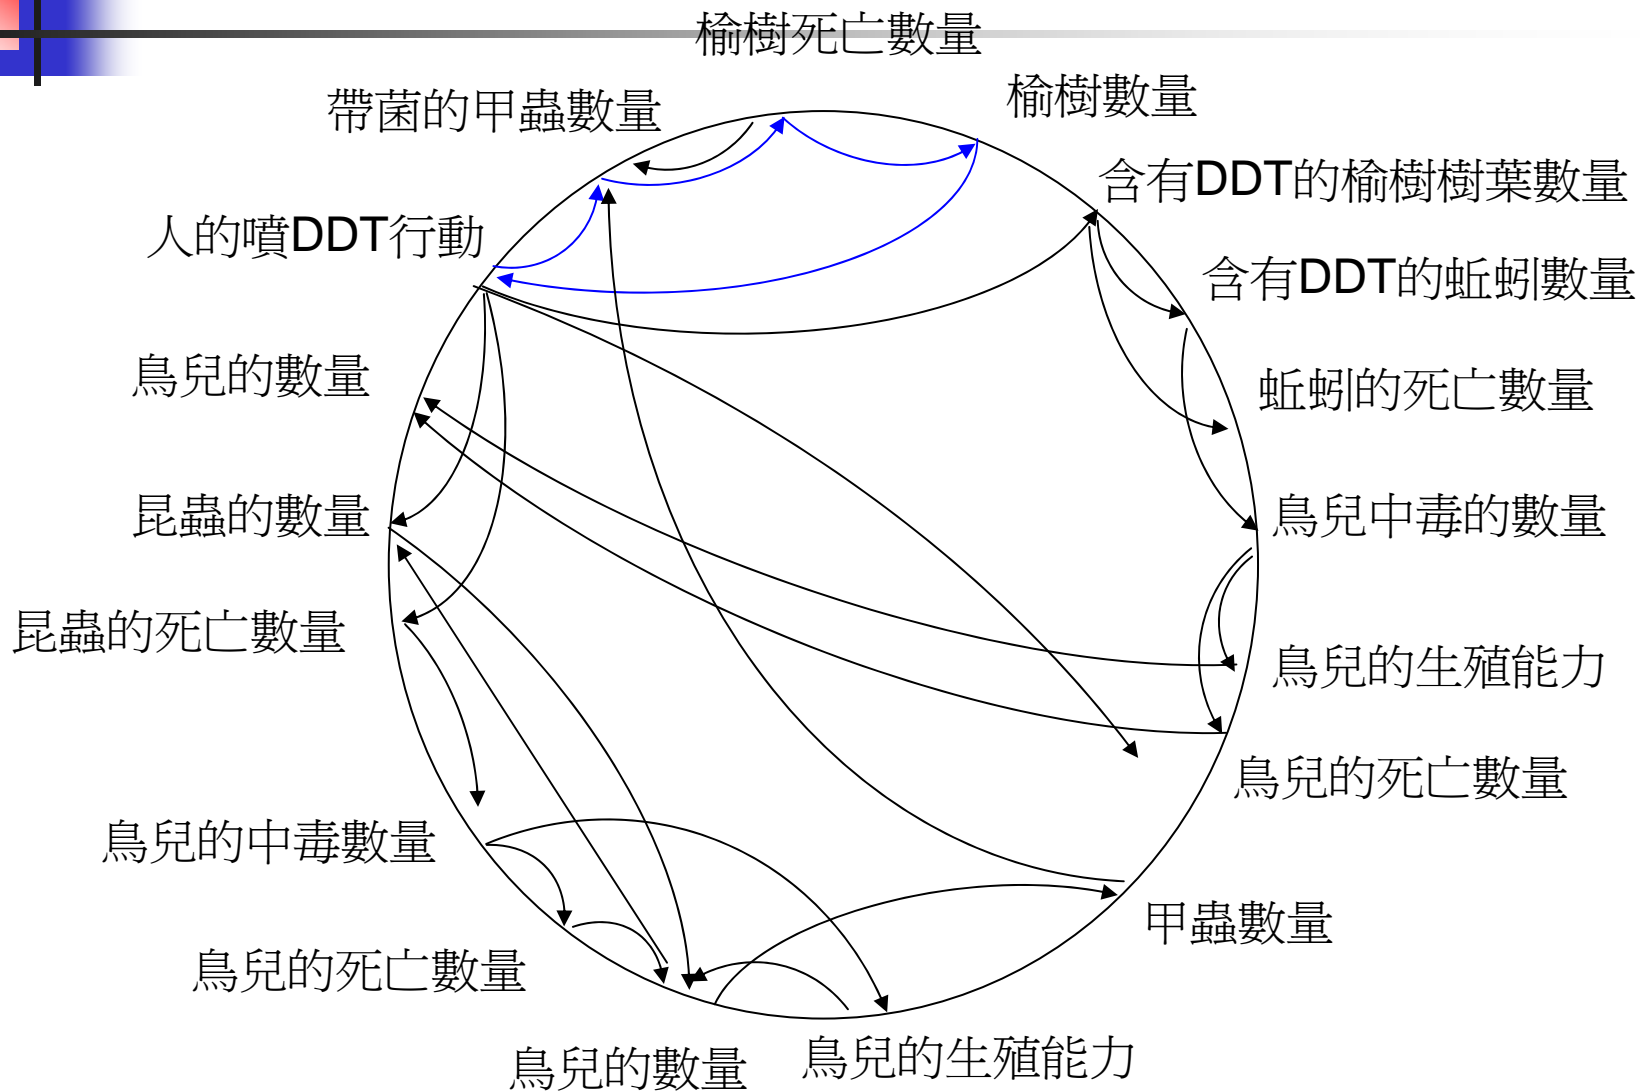 榆樹死亡數量
榆樹數量
帶菌的甲蟲數量
含有DDT的榆樹樹葉數量
人的噴DDT行動
含有DDT的蚯蚓數量
鳥兒的數量
蚯蚓的死亡數量
昆蟲的數量
鳥兒中毒的數量
昆蟲的死亡數量
鳥兒的生殖能力
鳥兒的死亡數量
鳥兒的中毒數量
甲蟲數量
鳥兒的死亡數量
鳥兒的數量
鳥兒的生殖能力